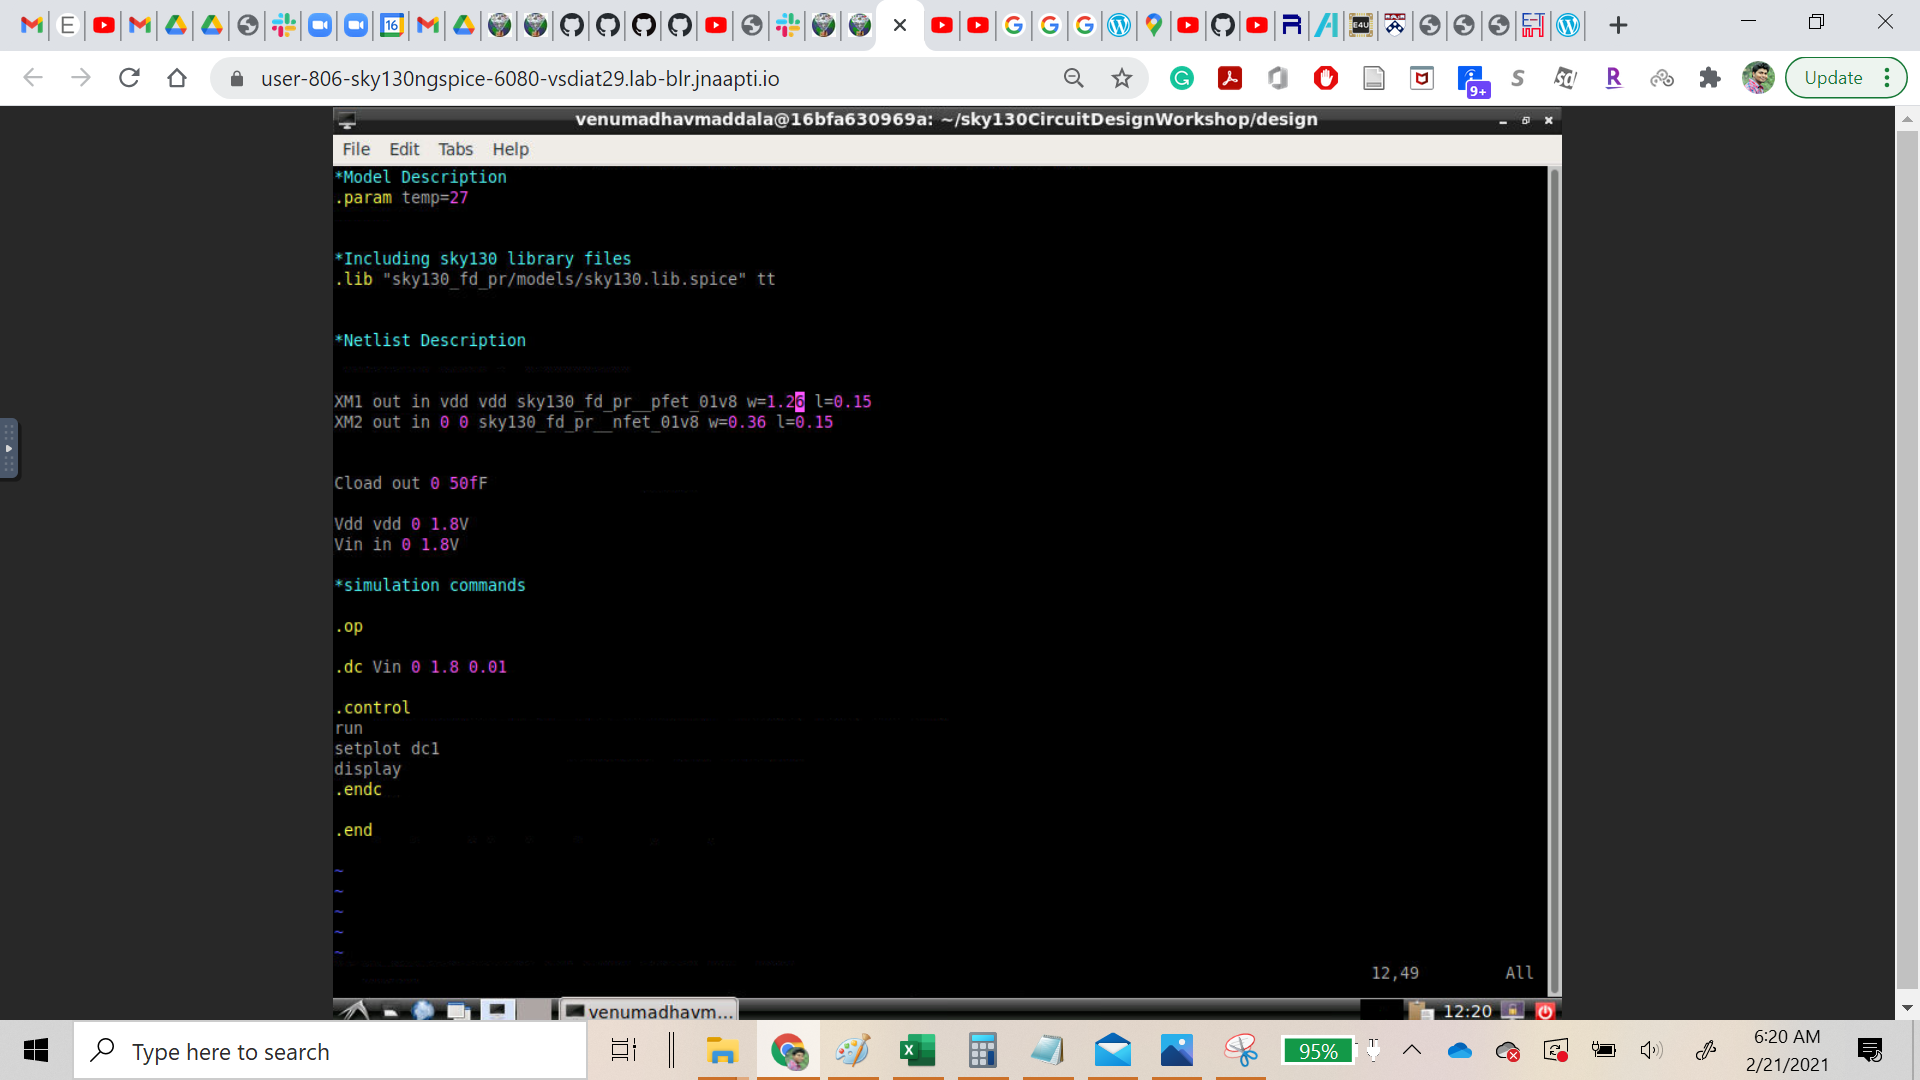 user-806-sky130ngspice-6080-vsdiat29.lab-blr.jnaapti.io
9+
Update
venumadhavmaddala@16bfa630969a: ~/sky130CircuitDesignWorkshop/design
File Edit Tabs Help
*Model Description
.param temp=27
*Including sky130 library files
.lib "sky130_fd_pr/models/sky130.lib.spice" tt
*Netlist Description
XM1 out in vdd vdd sky130_fd_pr__pfet_01v8 w=1.26 l=0.15
XM2 out in 0 0 sky130_fd_pr__nfet_01v8 w=0.36 l=0.15
Cload out 0 50fF
Vdd vdd 0 1.8V
Vin in 0 1.8V
*simulation commands
.op
.dc Vin 0 1.8 0.01
.control
run
setplot dc1
display
.endc
.end
~
~
~
~
~
12,49 All
venumadhavm...
12:20
Type here to search
95%
6:20 AM
2/21/2021